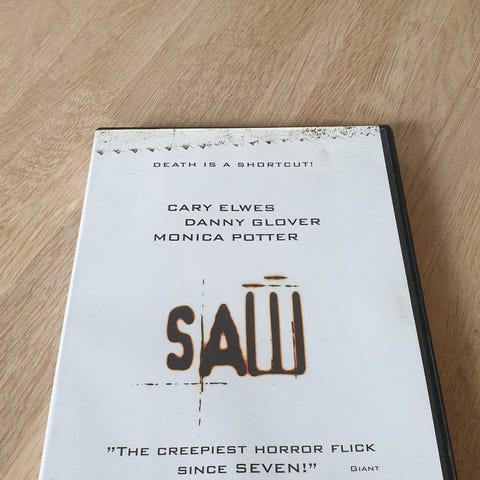 DEATH IS A SHORTCUT!
CARY ELWES
DANNY GLOVER
MONICA POTTER
SAW
"THE CREEPIEST HORROR FLICK
SINCE SEVEN!" GIANT